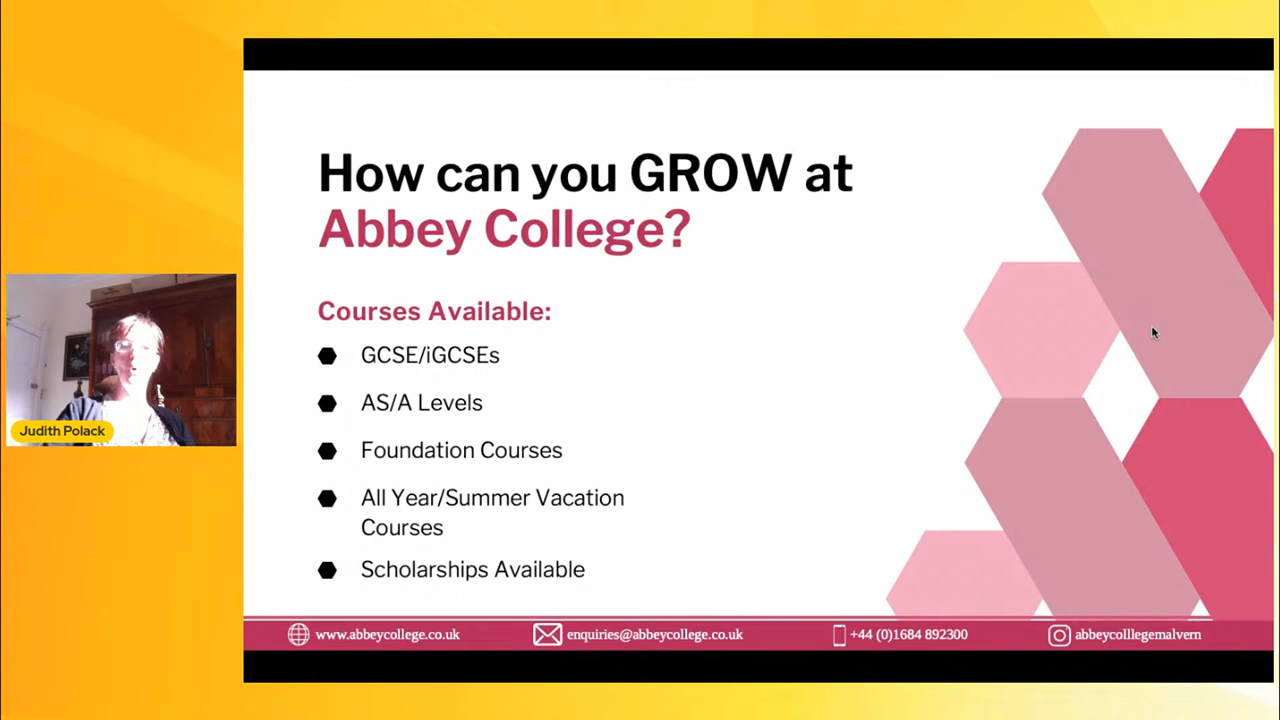 How can you GROW at
Abbey College?
Courses Available:
GCSE/iGCSEs
AS/A Levels
Foundation Courses
All Year/Summer Vacation
Courses
Scholarships Available
Judith Polack
www.abbeycollege.co.uk
enquiries@abbeycollege.co.uk
+44 (0)1684 892300
abbeycolllegemalvern